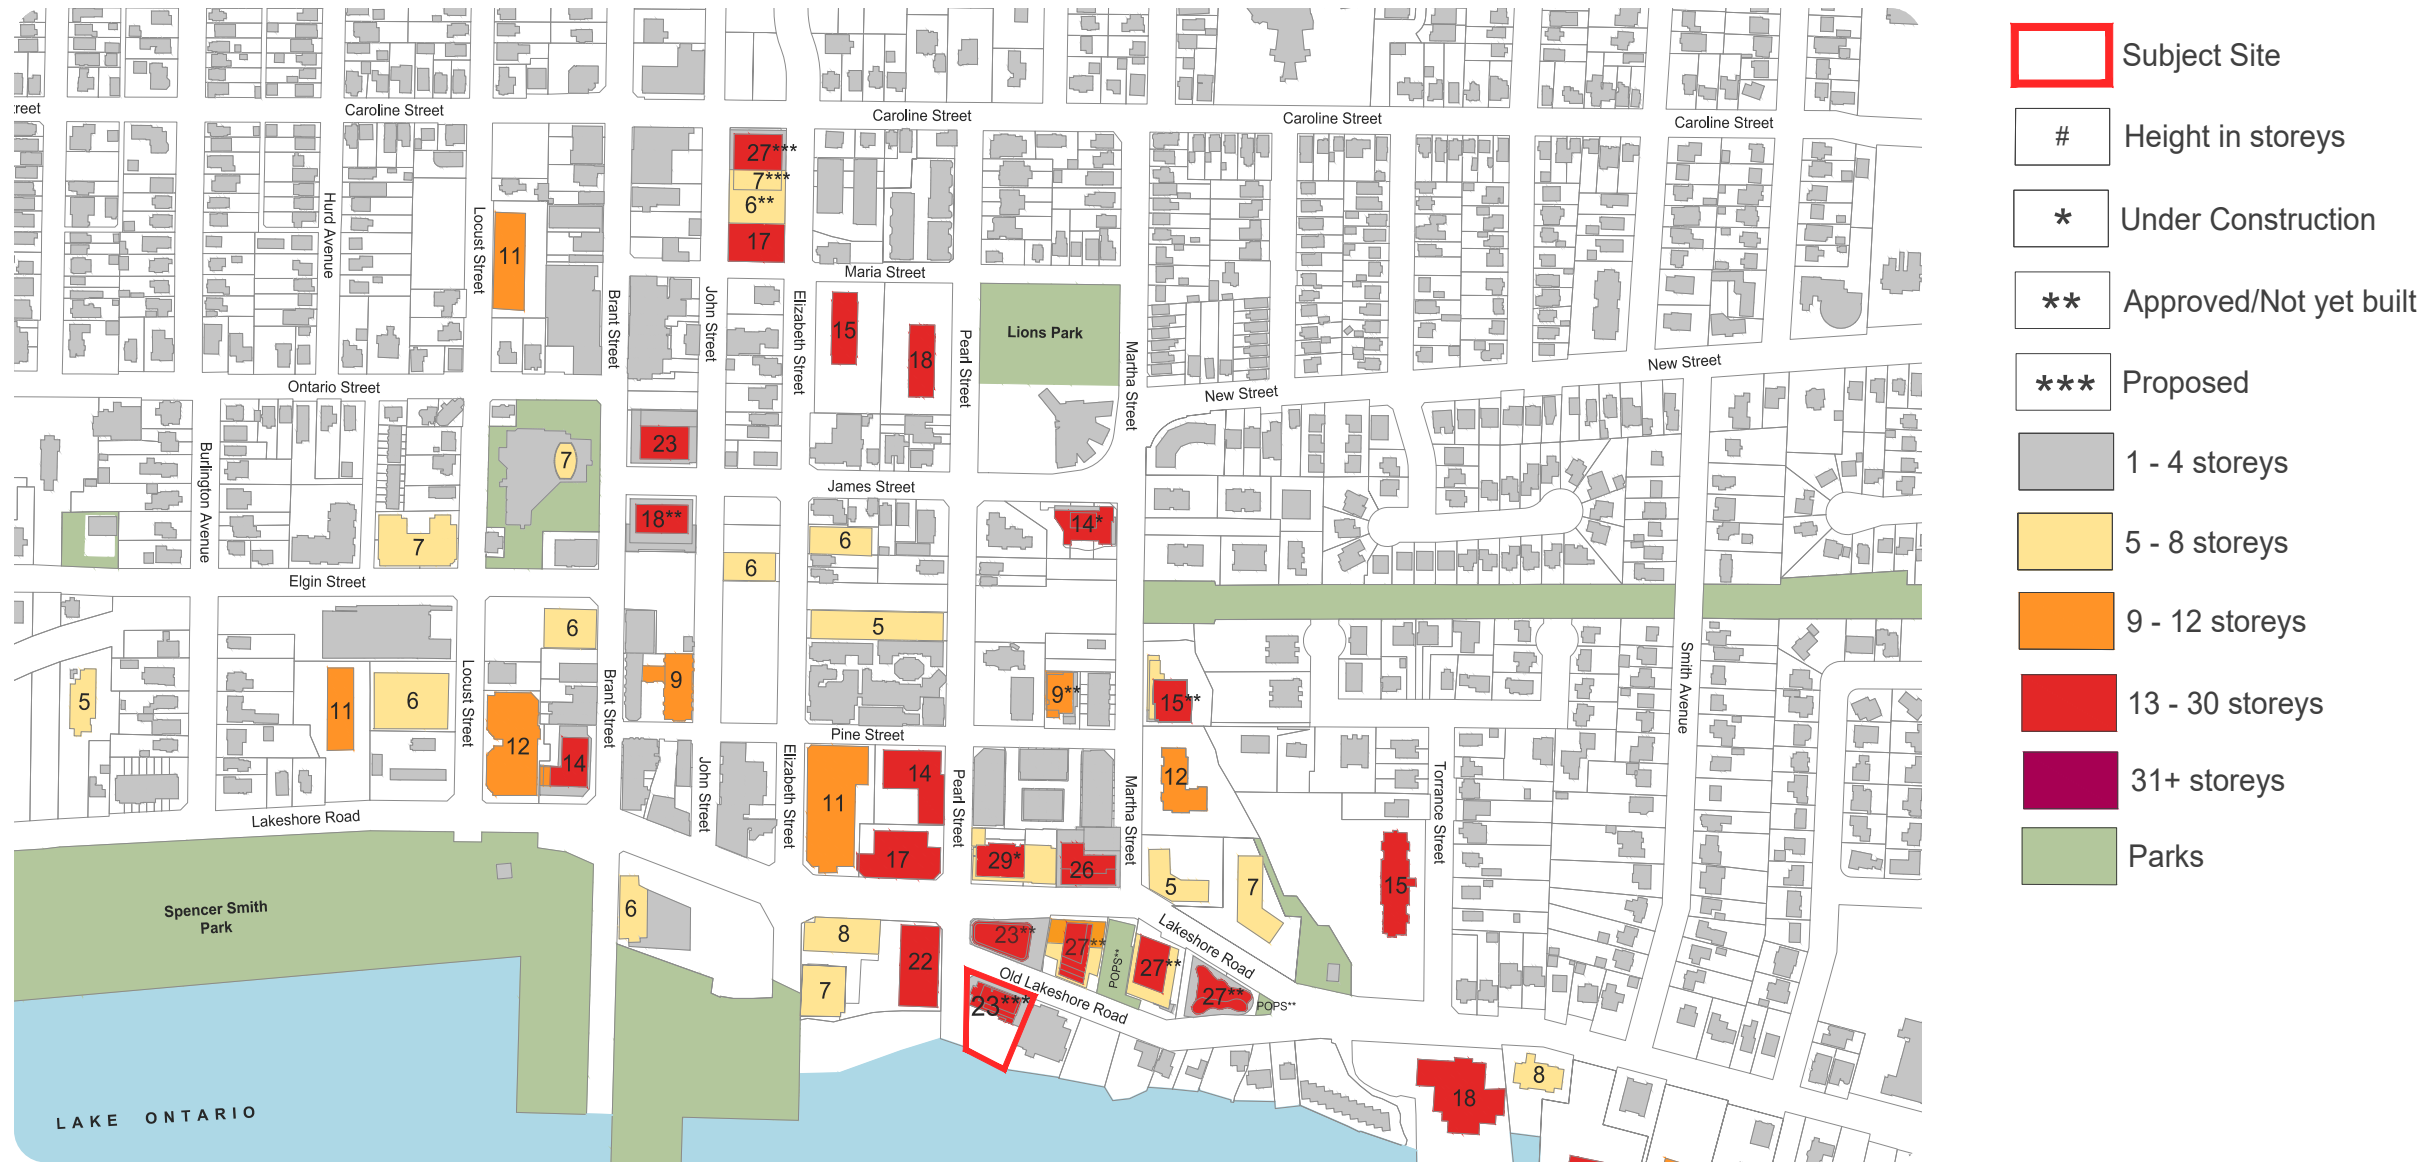 Subject Site
# Height in storeys
* Under Construction
** Approved/Not yet built
*** Proposed
1 - 4 storeys
5 - 8 storeys
9 - 12 storeys
13 - 30 storeys
31+ storeys
Parks
Caroline Street
Caroline Street
Caroline Street
Caroline Street
27***
7***
6**
17
Hurd Avenue
Locust Street
11
Maria Street
Brant Street
John Street
Elizabeth Street
15
18
Pearl Street
Lions Park
Martha Street
New Street
New Street
Ontario Street
Burlington Avenue
7
23
James Street
7
18**
6
14*
6
Elgin Street
6
5
5
11
6
Locust Street
12
14
Brant Street
9
9**
15**
Smith Avenue
Pine Street
John Street
Elizabeth Street
11
14
17
Pearl Street
29*
26
Martha Street
12
5
7
Torrance Street
15
Lakeshore Road
Spencer Smith
Park
6
8
7
22
23**
27**
POPS**
27**
Lakeshore Road
27**
POPS**
Old Lakeshore Road
23***
18
8
LAKE ONTARIO